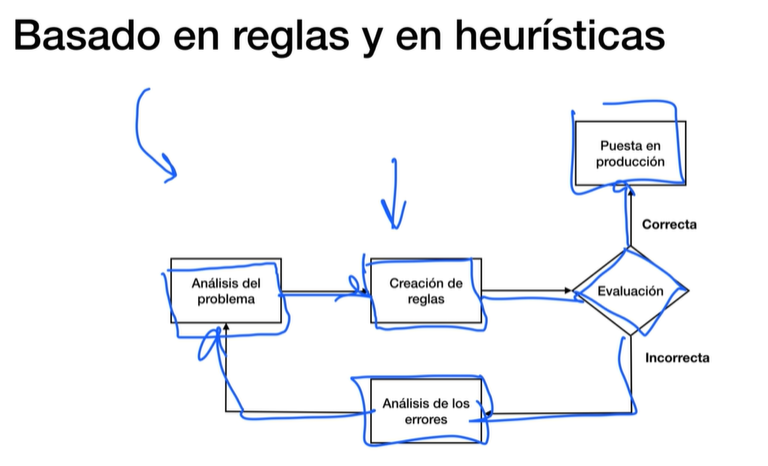 Basado en reglas y en heurísticas
Puesta en
producción
Correcta
Análisis del
problema
Creación de
reglas
Evaluación
Incorrecta
Análisis de los
errores